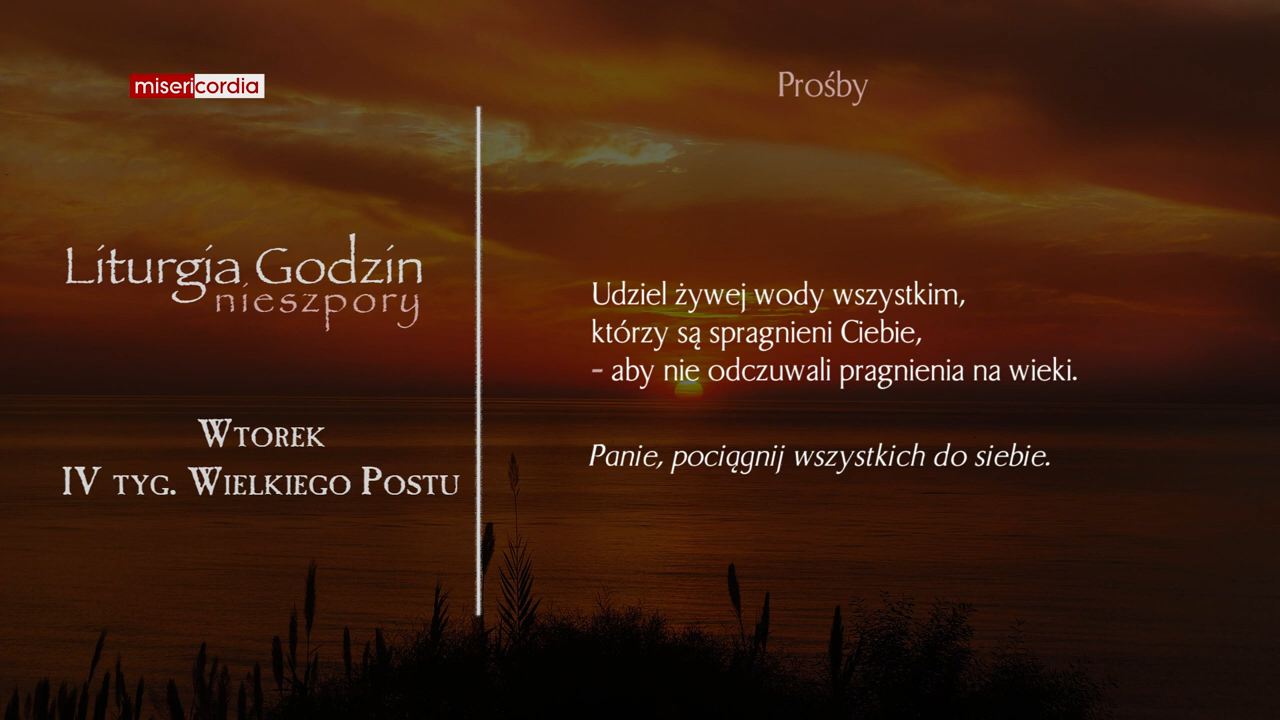 misericordia
Liturgia Godzin
nieszpory
Wtorek
IV tyg. Wielkiego Postu
Prośby
Udziel żywej wody wszystkim,
którzy są spragnieni Ciebie,
- aby nie odczuwali pragnienia na wieki.
Panie, pociągnij wszystkich do siebie.